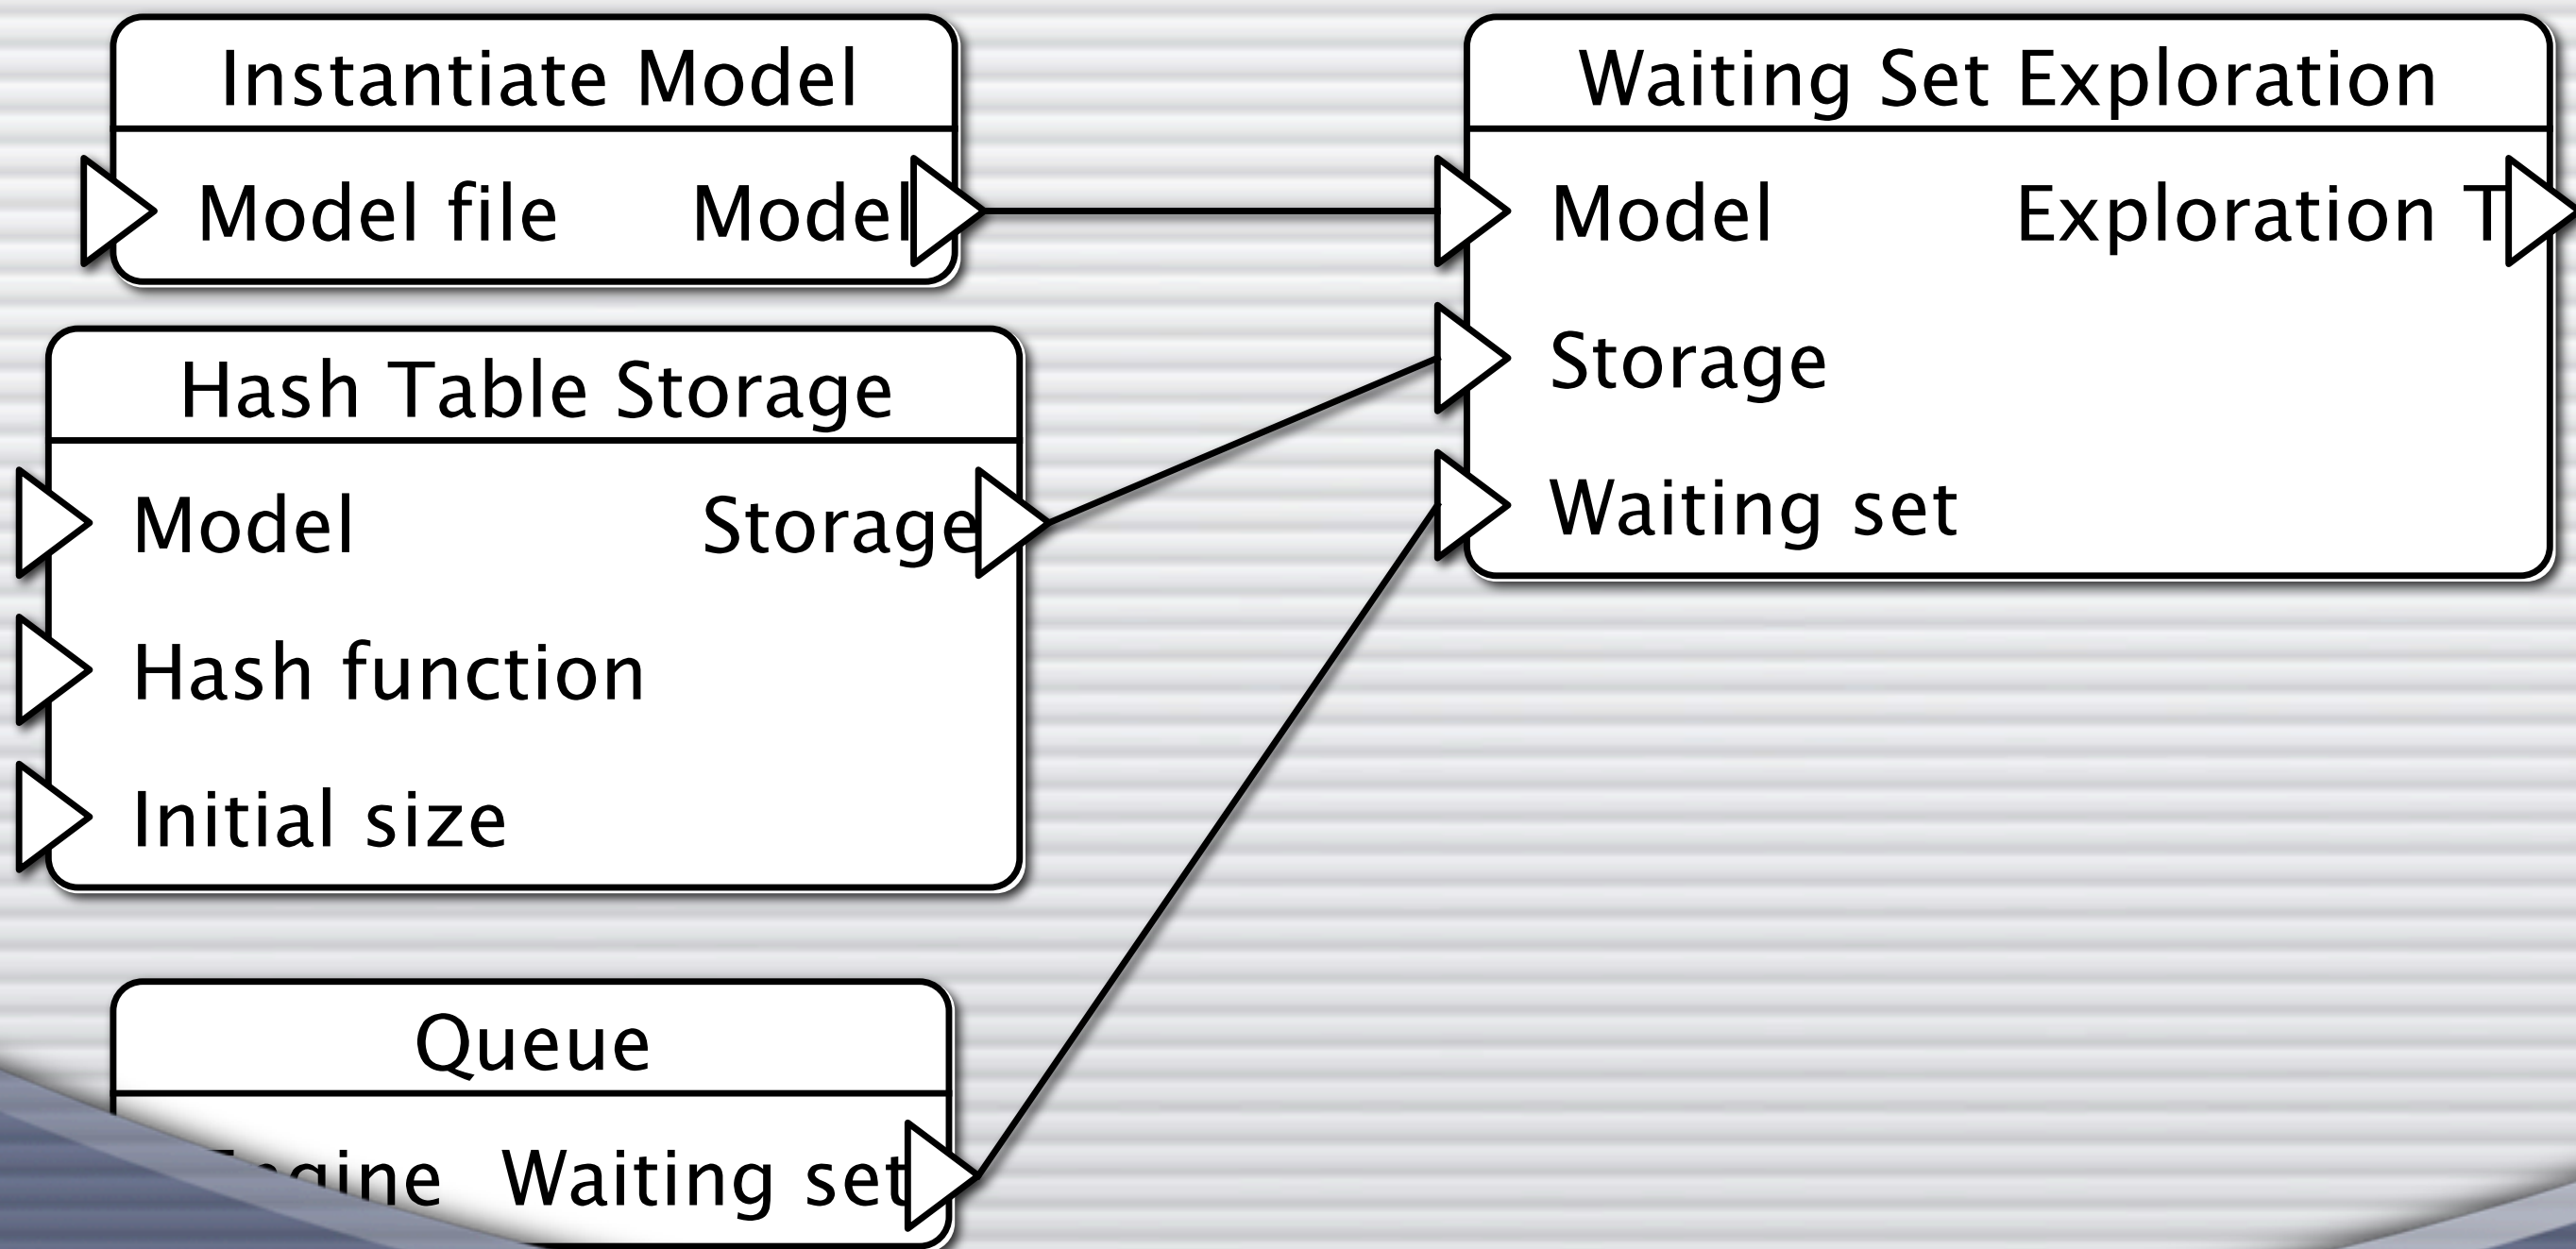 Instantiate Model
Model file Model
Hash Table Storage
Model Storage
Hash function
Initial size
Queue
Waiting set
Waiting Set Exploration
Model Exploration T
Storage
Waiting set